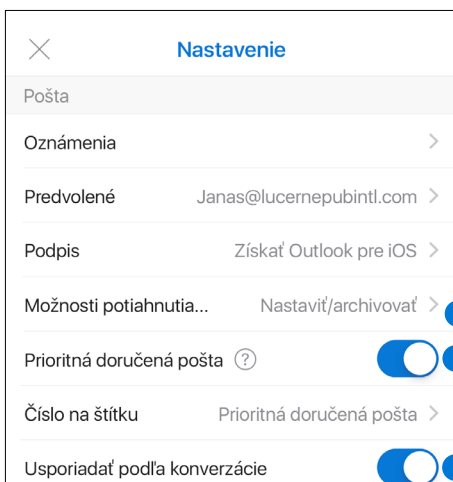 Nastavenie
Pošta
Oznámenia
Predvolené Janas@lucernepubintl.com
Podpis Získať Outlook pre iOS
Možnosti potiahnutia... Nastaviť/archivovať
Prioritná doručená pošta ?
Číslo na štítku Prioritná doručená pošta
Usporiadať podľa konverzácie